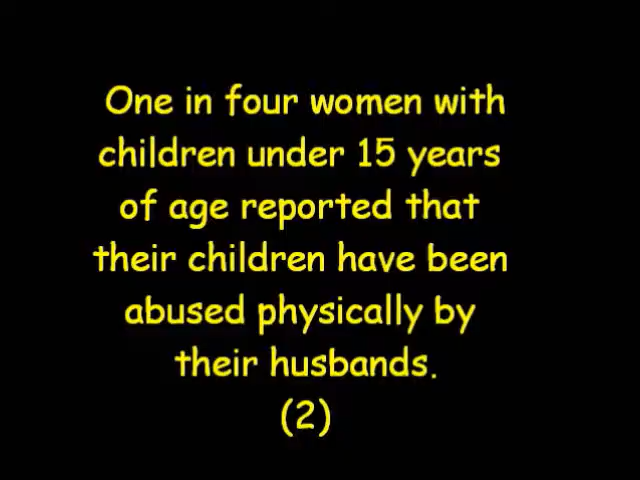 One in four women with
children under 15 years
of age reported that
their children have been
abused physically by
their husbands.
(2)